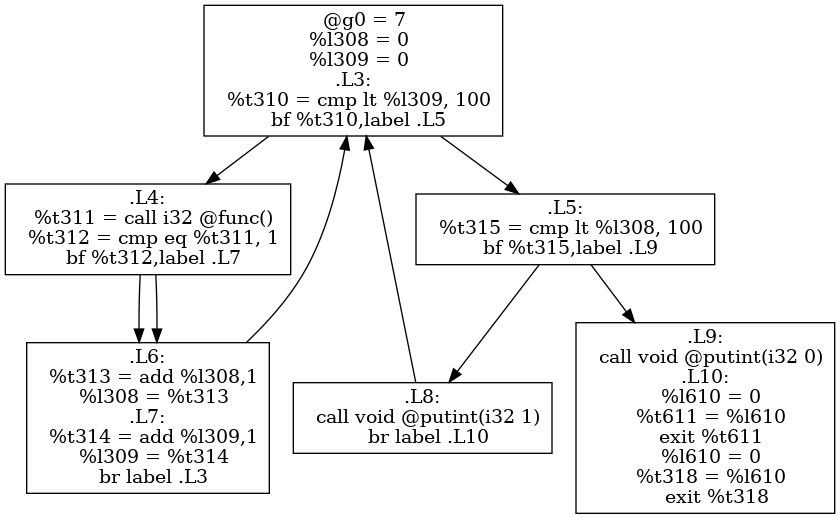 @g0 = 7
%l308 = 0
%l309 = 0
.L3:
%t310 = cmp lt %l309, 100
bf %t310,label .L5
.L4:
%t311 = call i32 @func()
%t312 = cmp eq %t311, 1
bf %t312,label .L7
.L5:
%t315 = cmp lt %l308, 100
bf %t315,label .L9
.L6:
%t313 = add %l308,1
%l308 = %t313
.L7:
%t314 = add %l309,1
%l309 = %t314
br label .L3
.L8:
call void @putint(i32 1)
br label .L10
.L9:
call void @putint(i32 0)
.L10:
%l610 = 0
%t611 = %l610
exit %t611
%l610 = 0
%t318 = %l610
exit %t318